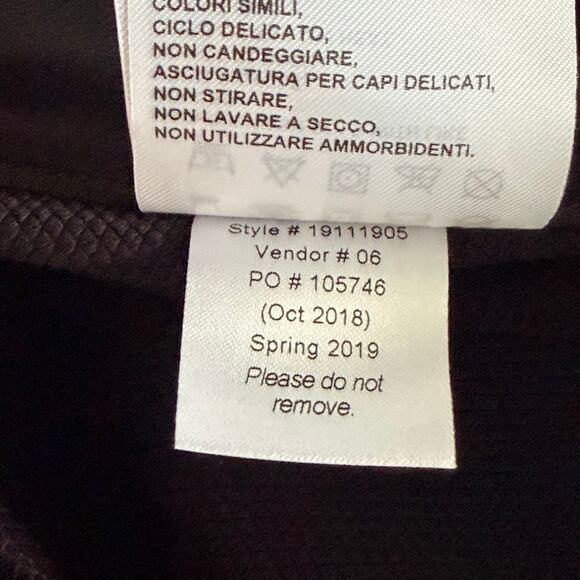 COLORI SIMILI,
CICLO DELICATO,
NON CANDEGGIARE,
ASCIUGATURA PER CAPI DELICATI,
NON STIRARE,
NON LAVARE A SECCO,
NON UTILIZZARE AMMORBIDENTI.
Style # 19111905
Vendor # 06
PO # 105746
(Oct 2018)
Spring 2019
Please do not
remove.